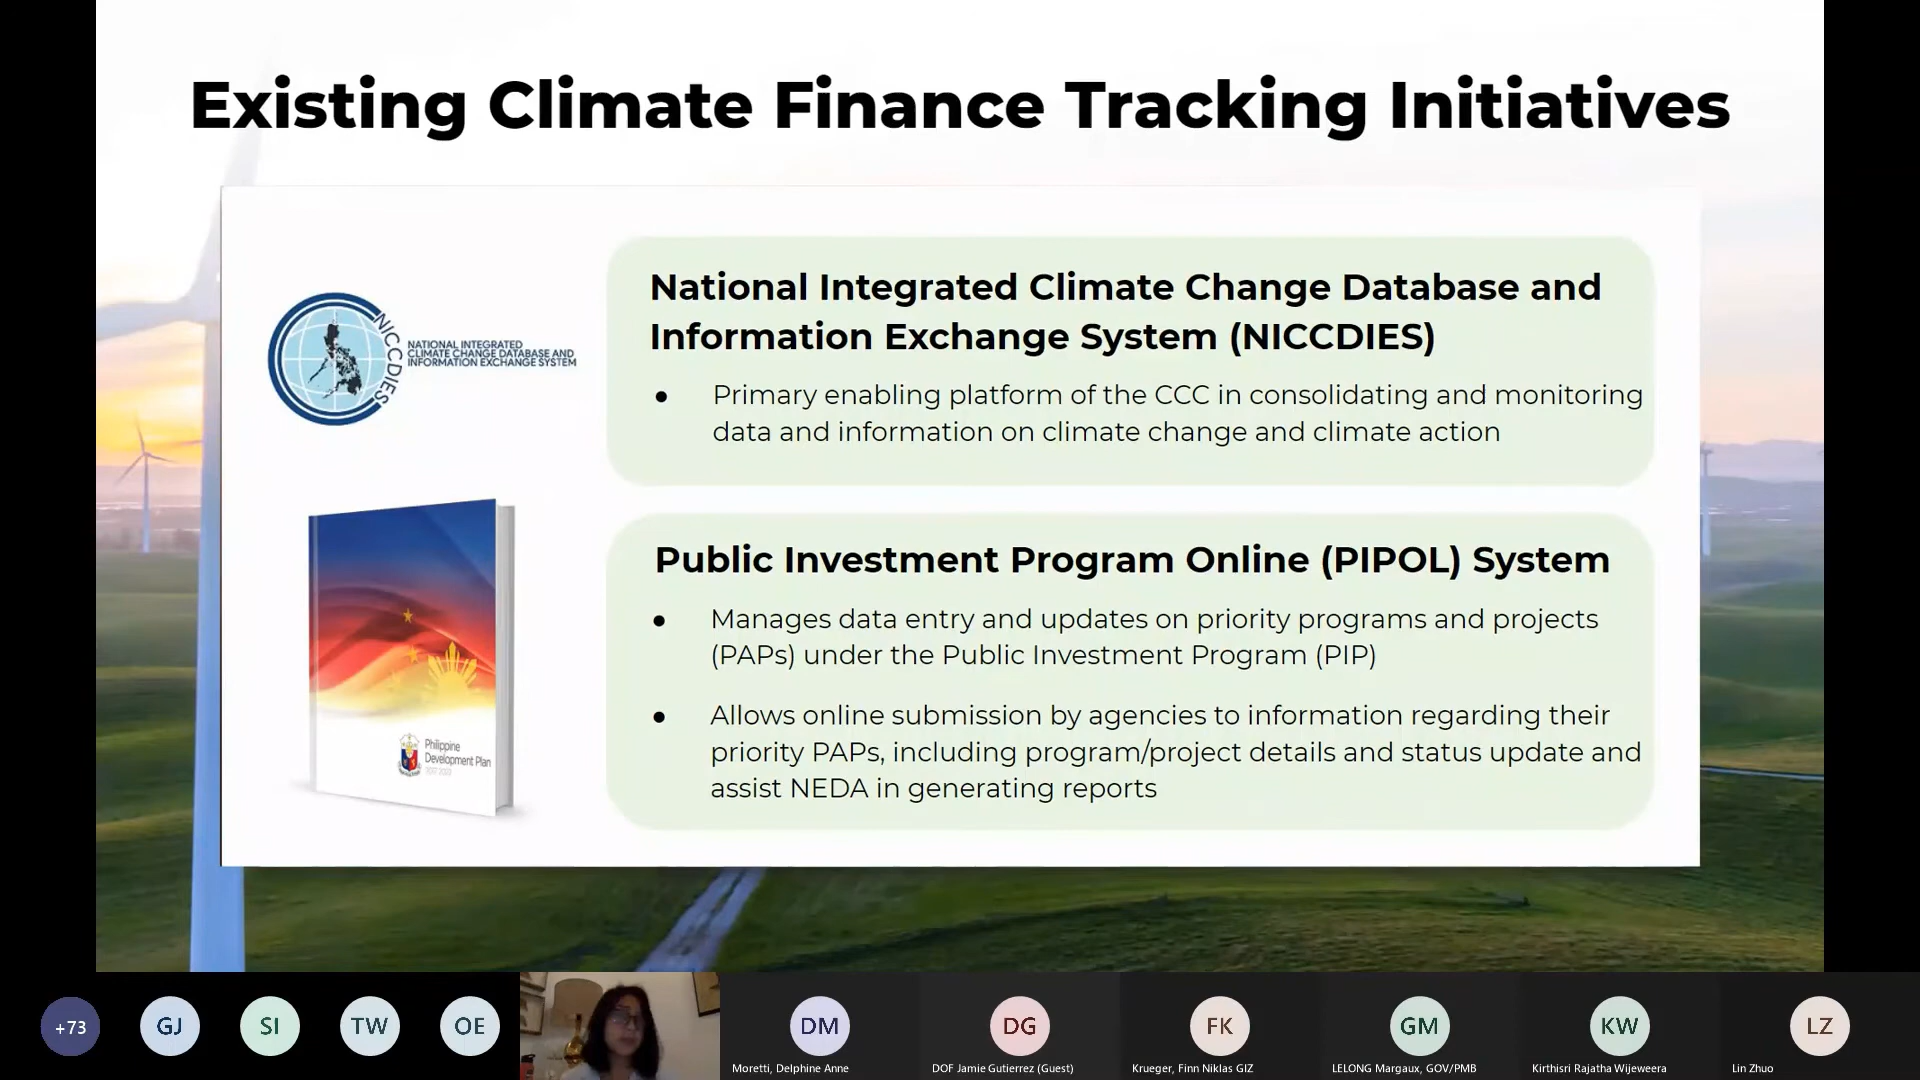 Existing Climate Finance Tracking Initiatives
NICCDIES
NATIONAL INTEGRATED
CLIMATE CHANGE DATABASE AND
INFORMATION EXCHANGE SYSTEM
National Integrated Climate Change Database and
Information Exchange System (NICCDIES)
● Primary enabling platform of the CCC in consolidating and monitoring
data and information on climate change and climate action
Philippine
Development Plan
Public Investment Program Online (PIPOL) System
● Manages data entry and updates on priority programs and projects
(PAPs) under the Public Investment Program (PIP)
● Allows online submission by agencies to information regarding their
priority PAPs, including program/project details and status update and
assist NEDA in generating reports
+73
GJ
SI
TW
OE
DM
DG
FK
GM
KW
LZ
Moretti, Delphine Anne
DOF Jamie Gutierrez (Guest)
Krueger, Finn Niklas GIZ
LELONG Margaux, GOV/PMB
Kirthisri Rajatha Wijeweera
Lin Zhuo